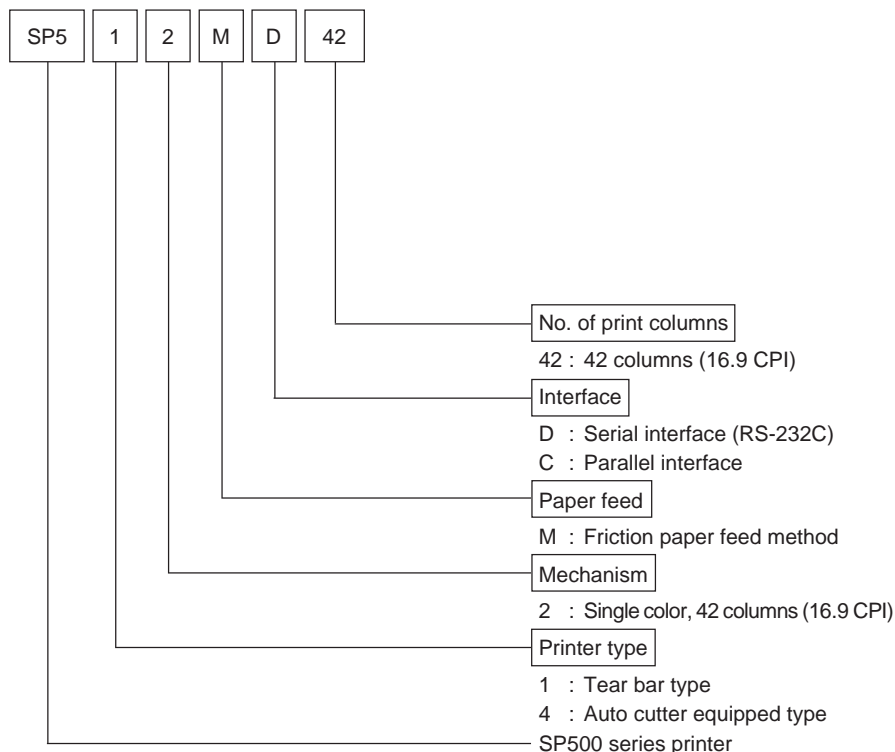 SP5 1 2 M D 42
No. of print columns
42 : 42 columns (16.9 CPI)
Interface
D : Serial interface (RS-232C)
C : Parallel interface
Paper feed
M : Friction paper feed method
Mechanism
2 : Single color, 42 columns (16.9 CPI)
Printer type
1 : Tear bar type
4 : Auto cutter equipped type
SP500 series printer